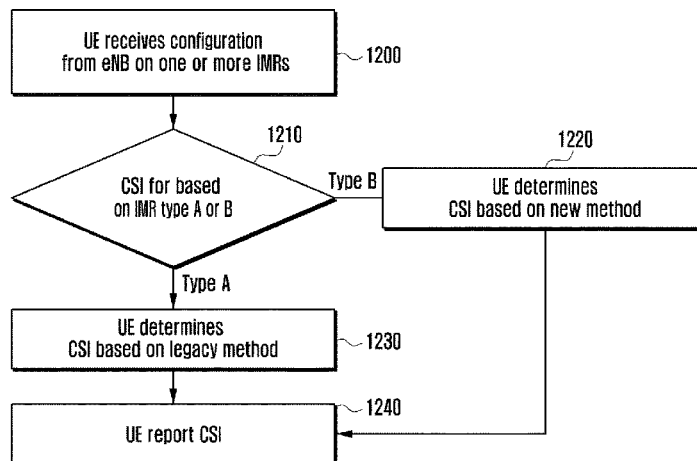 UE receives configuration
from eNB on one or more IMRs
1200
1210
CSI for based
on IMR type A or B
Type B
1220
UE determines
CSI based on new method
Type A
UE determines
CSI based on legacy method
1230
1240
UE report CSI